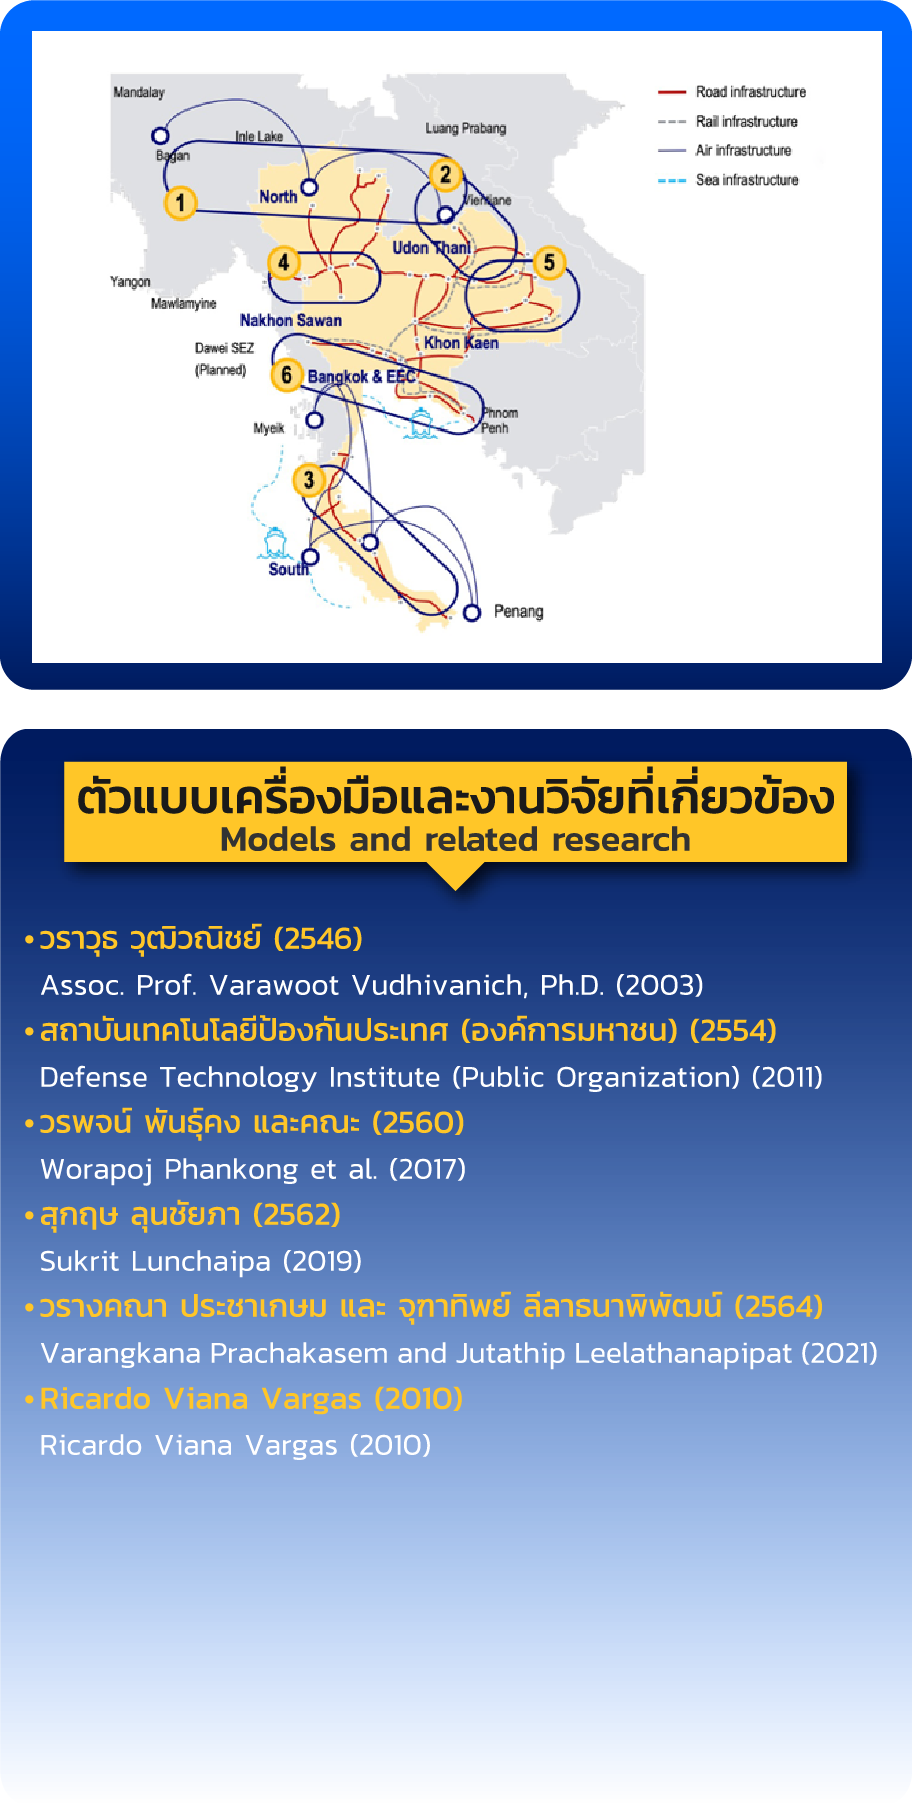 Mandalay
Road infrastructure
Rail infrastructure
Luang Prabang
Inle Lake
Air infrastructure
Bagan
2
Sea infrastructure
North
Vientiane
1
Udon Thani
4
5
Yangon
Mawlamyine
Nakhon Sawan
Khon Kaen
Dawei SEZ
(Planned)
6
Bangkok & EEC
Phnom
Penh
Myeik
3
South
Penang
ตัวแบบเครื่องมือและงานวิจัยที่เกี่ยวข้อง
Models and related research
• วราวุธ วุฒิวณิชย์ (2546)
Assoc. Prof. Varawoot Vudhivanich, Ph.D. (2003)
• สถาบันเทคโนโลยีป้องกันประเทศ (องค์การมหาชน) (2554)
Defense Technology Institute (Public Organization) (2011)
• วรพจน์ พันธุ์คง และคณะ (2560)
Worapoj Phankong et al. (2017)
• สุกฤษ ลุนชัยภา (2562)
Sukrit Lunchaipa (2019)
• วรางคณา ประชาเกษม และ จุฑาทิพย์ ลีลาธนาพิพัฒน์ (2564)
Varangkana Prachakasem and Jutathip Leelathanapipat (2021)
• Ricardo Viana Vargas (2010)
Ricardo Viana Vargas (2010)